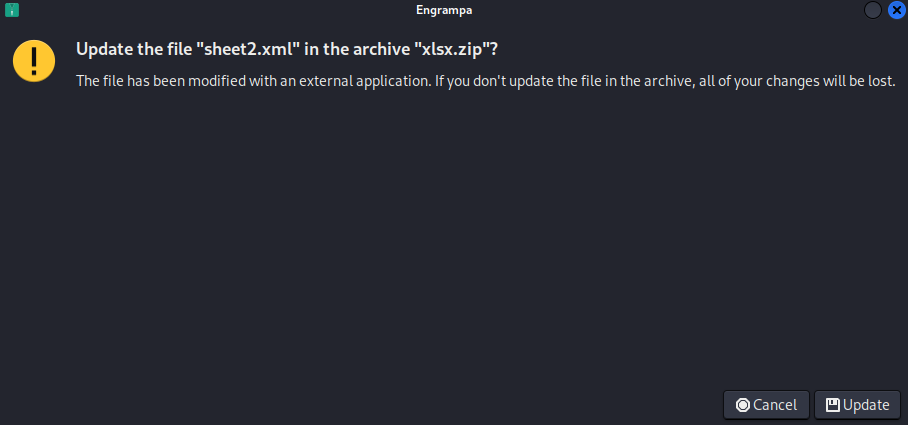 Engrampa
Update the file "sheet2.xml" in the archive "xlsx.zip"?
The file has been modified with an external application. If you don't update the file in the archive, all of your changes will be lost.
Cancel
Update